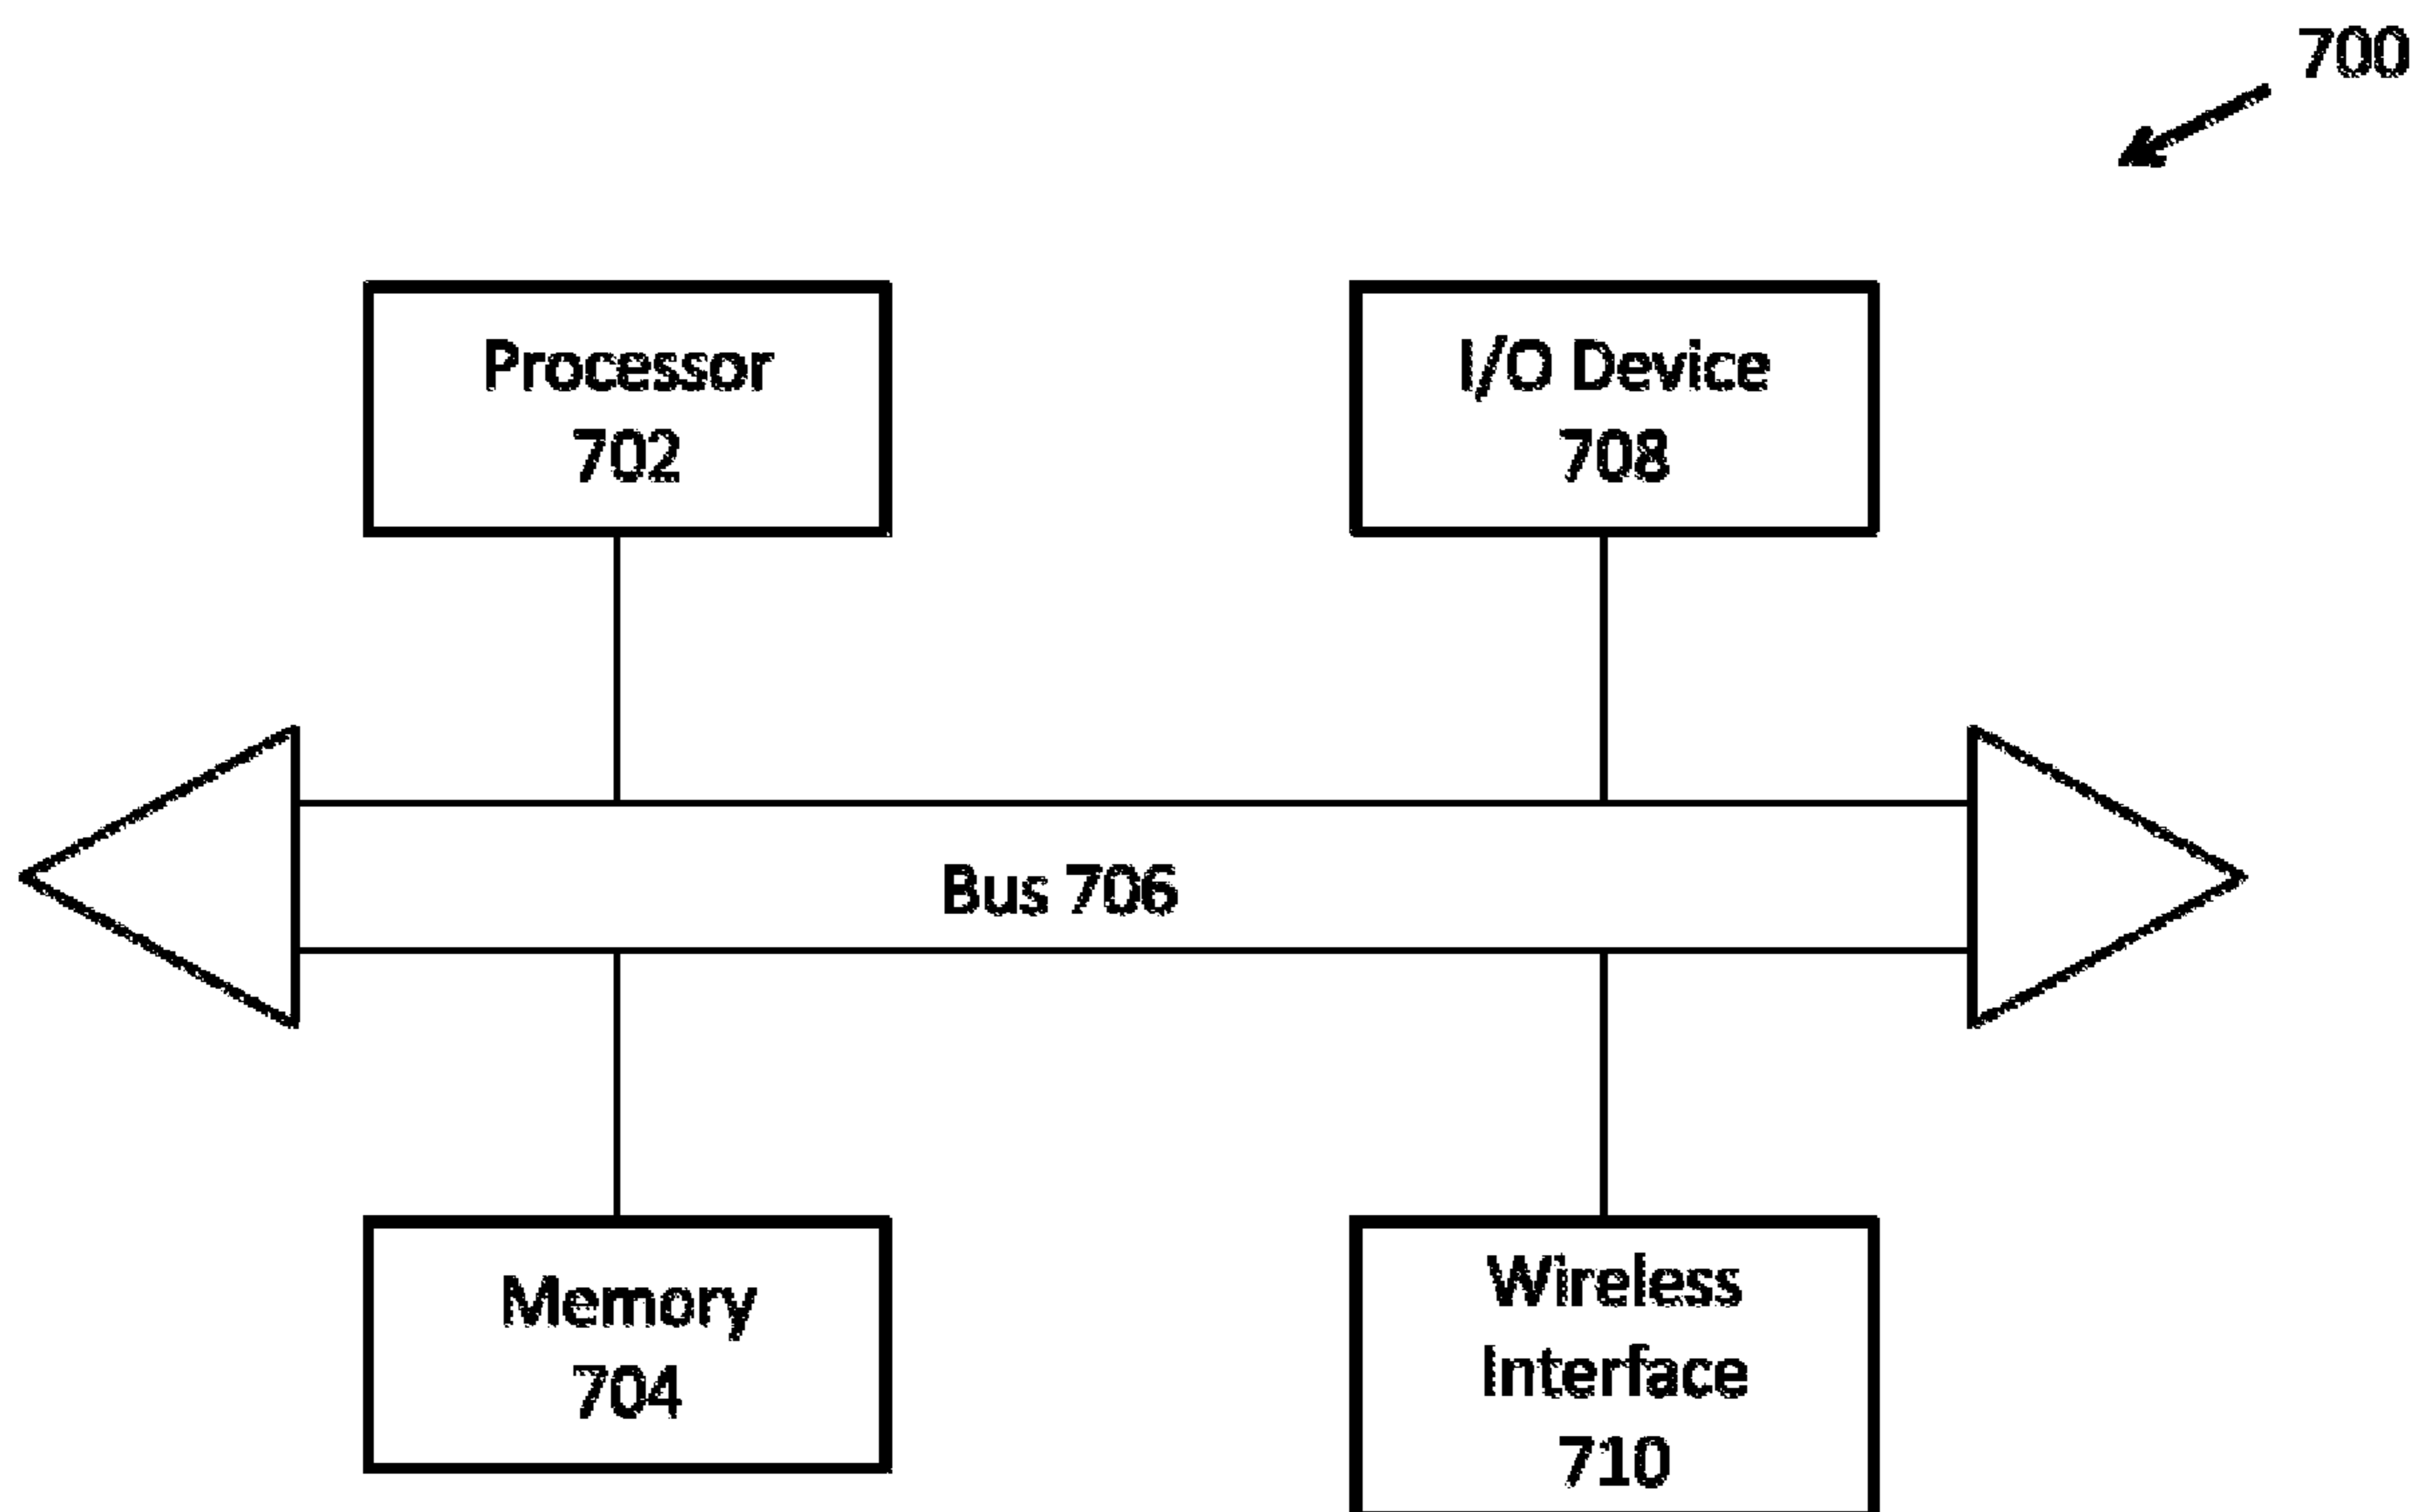 700
Processor
702
I/O Device
708
Bus 706
Memory
704
Wireless
Interface
710